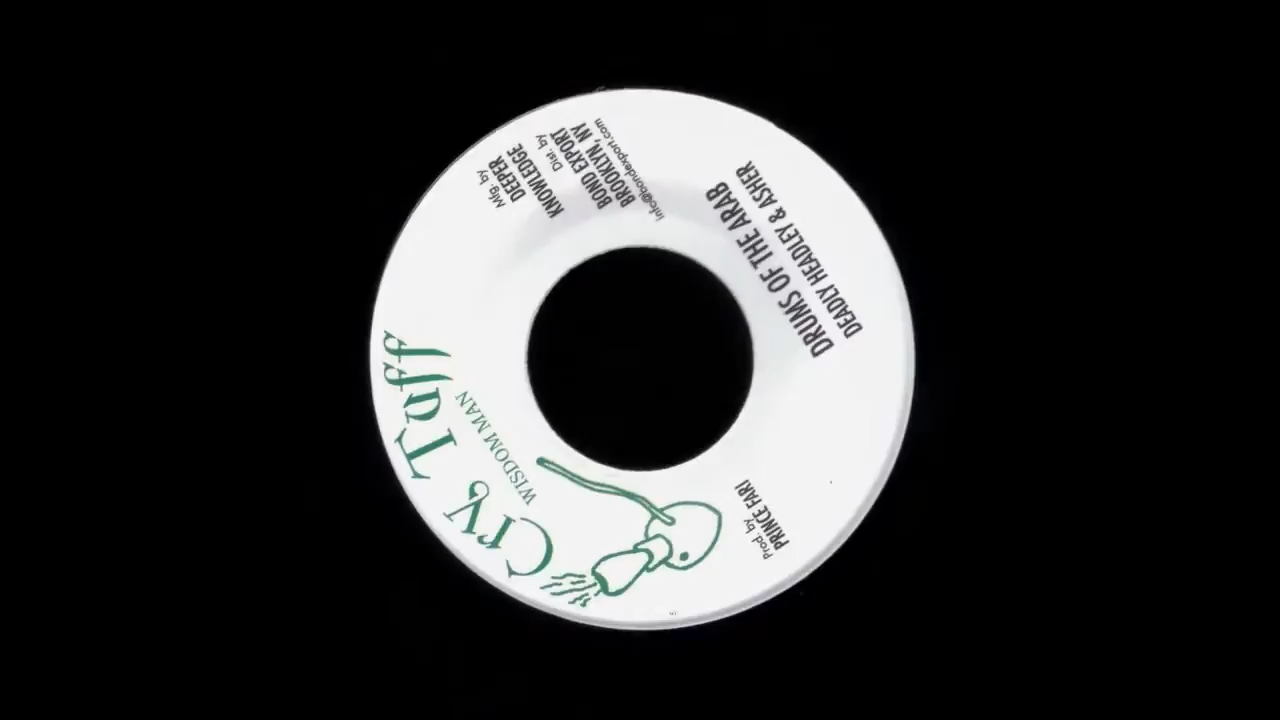 Cry Tuff
WISDOM MAN
Prod. by
PRINCE FARI
Mfg. by
DEEPER
KNOWLEDGE
Dist. by
BOND EXPORT
BROOKLYN, NY
info@bondexport.com
DRUMS OF THE ARAB
DEADLY HEADLEY & ASHER